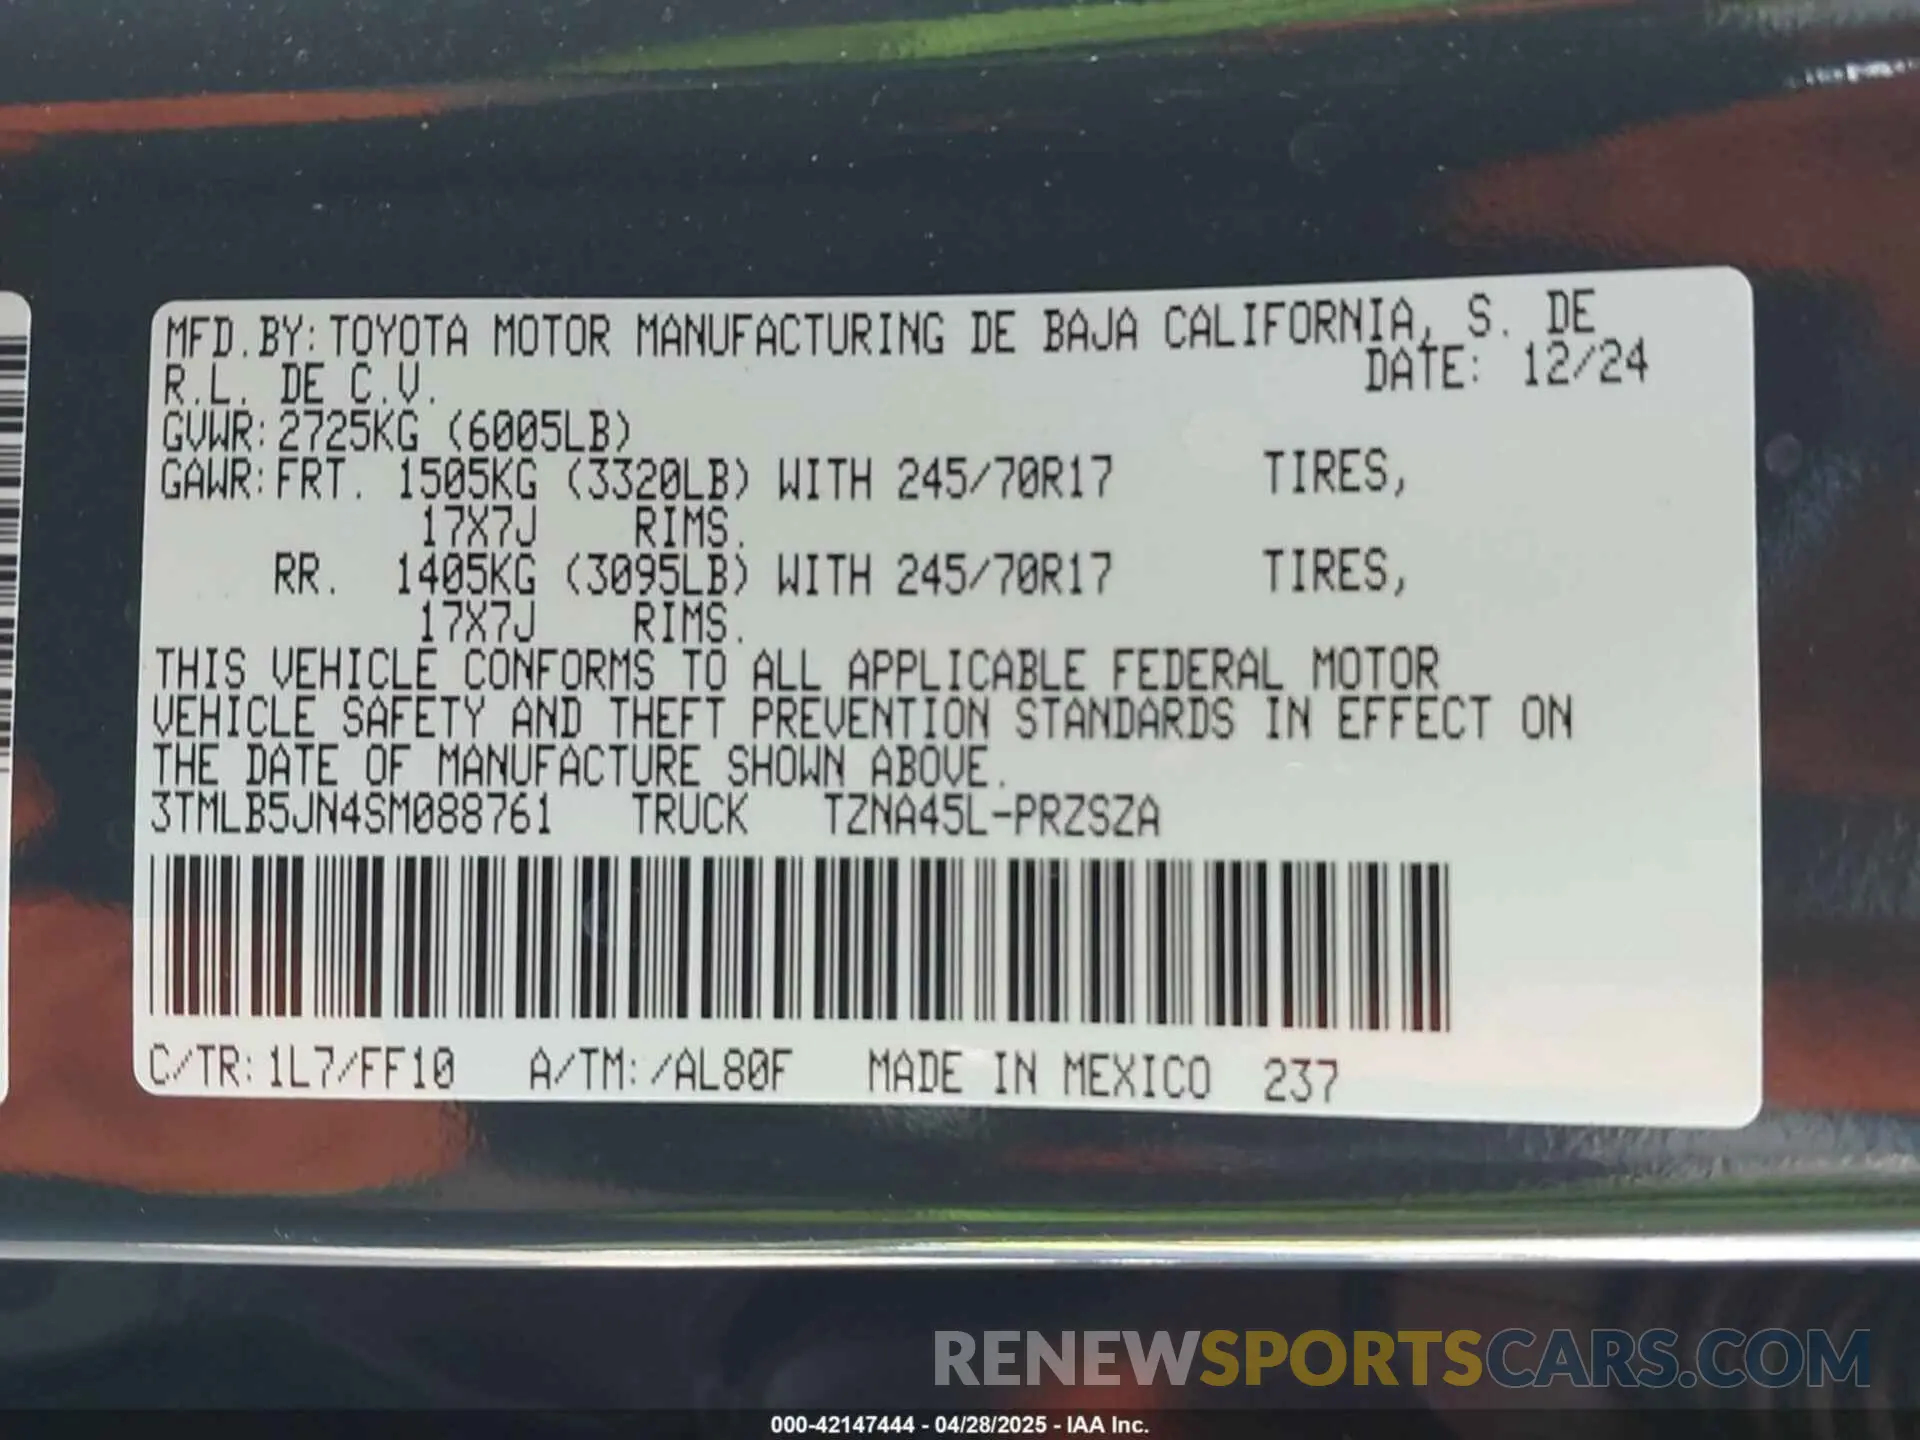 MFD.BY:TOYOTA MOTOR MANUFACTURING DE BAJA CALIFORNIA, S. DE
R.L. DE C.V. DATE: 12/24
GVWR:2725KG (6005LB)
GAWR:FRT. 1505KG (3320LB) WITH 245/70R17 TIRES,
17X7J RIMS.
RR. 1405KG (3095LB) WITH 245/70R17 TIRES,
17X7J RIMS.
THIS VEHICLE CONFORMS TO ALL APPLICABLE FEDERAL MOTOR
VEHICLE SAFETY AND THEFT PREVENTION STANDARDS IN EFFECT ON
THE DATE OF MANUFACTURE SHOWN ABOVE.
3TMLB5JN4SM088761 TRUCK TZNA45L-PRZSZA
C/TR:1L7/FF10 A/TM:/AL80F MADE IN MEXICO 237
RENEWSPORTSCARS.COM
000-42147444 - 04/28/2025 - IAA Inc.